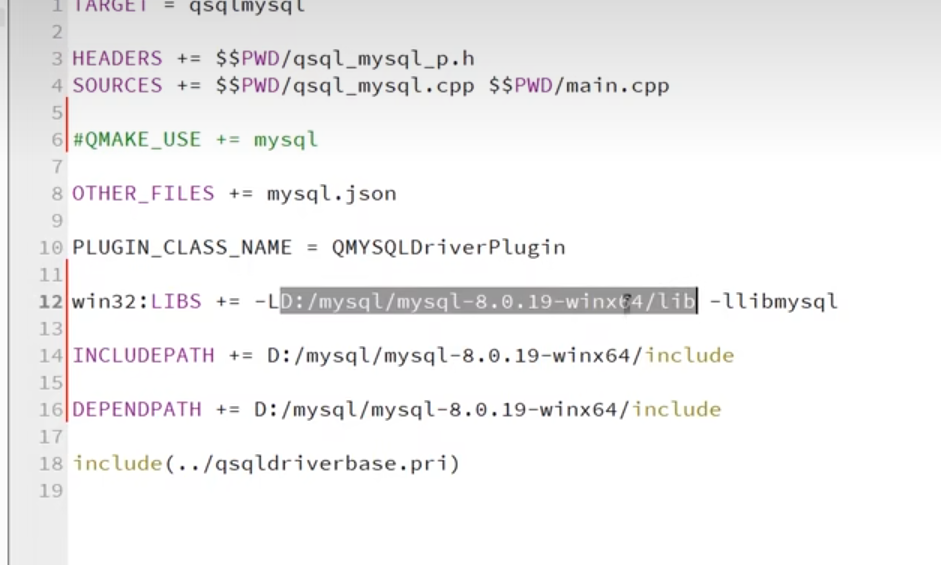 1 TARGET = qsqlmysql
2
3 HEADERS += $$PWD/qsql_mysql_p.h
4 SOURCES += $$PWD/qsql_mysql.cpp $$PWD/main.cpp
5
6 #QMAKE_USE += mysql
7
8 OTHER_FILES += mysql.json
9
10 PLUGIN_CLASS_NAME = QMYSQLDriverPlugin
11
12 win32:LIBS += -LD:/mysql/mysql-8.0.19-winx64/lib -llibmysql
13
14 INCLUDEPATH += D:/mysql/mysql-8.0.19-winx64/include
15
16 DEPENDPATH += D:/mysql/mysql-8.0.19-winx64/include
17
18 include(../qsqldriverbase.pri)
19